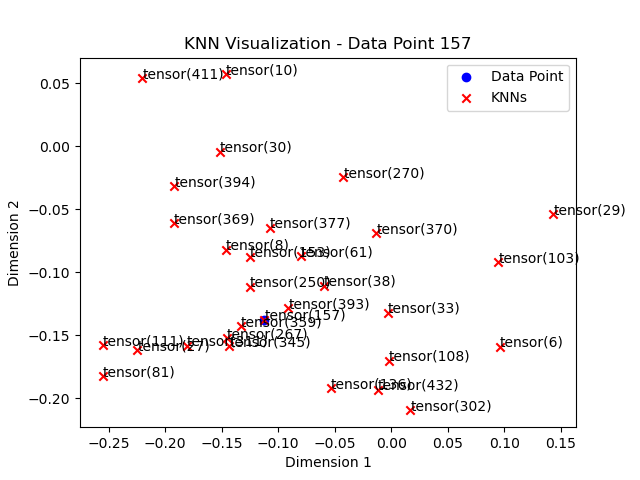 KNN Visualization - Data Point 157
Data Point
KNNs
tensor(411)
tensor(10)
tensor(30)
tensor(270)
tensor(394)
tensor(29)
tensor(369)
tensor(377)
tensor(370)
tensor(8)
tensor(153)
tensor(61)
tensor(103)
tensor(250)
tensor(38)
tensor(393)
tensor(33)
tensor(157)
tensor(359)
tensor(267)
tensor(111)
tensor(27)
tensor(345)
tensor(6)
tensor(108)
tensor(81)
tensor(136)
tensor(432)
tensor(302)
0.05
0.00
−0.05
−0.10
−0.15
−0.20
Dimension 2
−0.25
−0.20
−0.15
−0.10
−0.05
0.00
0.05
0.10
0.15
Dimension 1